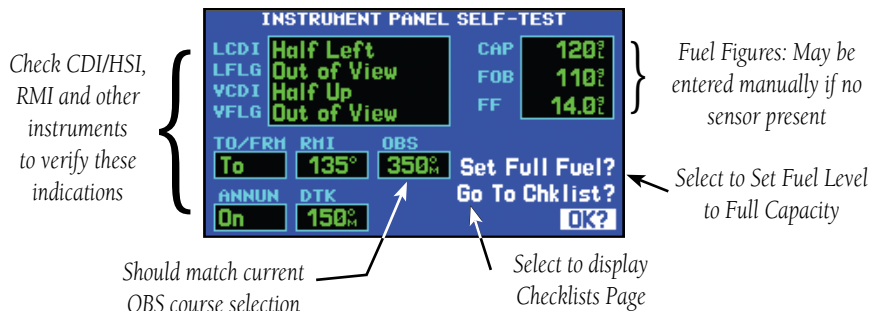 INSTRUMENT PANEL SELF-TEST
Check CDI/HSI,
RMI and other
instruments
to verify these
indications
LCDI Half Left
LFLG Out of View
VCDI Half Up
VFLG Out of View
CAP 120 GL
FOB 110 GL
FF 14.0 GL
Fuel Figures: May be
entered manually if no
sensor present
TO/FRM RMI OBS
To 135° 350°M
ANNUN DTK
On 150°M
Set Full Fuel?
Go To Chklist?
OK?
Select to Set Fuel Level
to Full Capacity
Should match current
OBS course selection
Select to display
Checklists Page